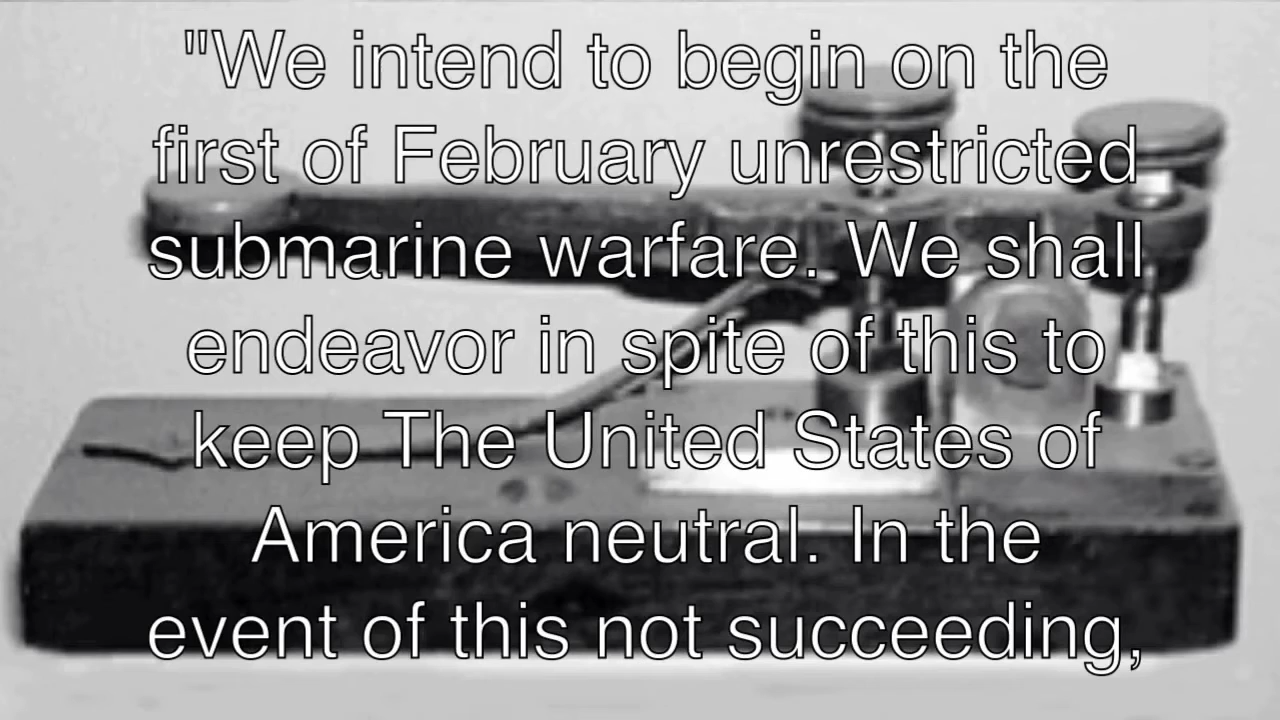 "We intend to begin on the
first of February unrestricted
submarine warfare. We shall
endeavor in spite of this to
keep The United States of
America neutral. In the
event of this not succeeding,